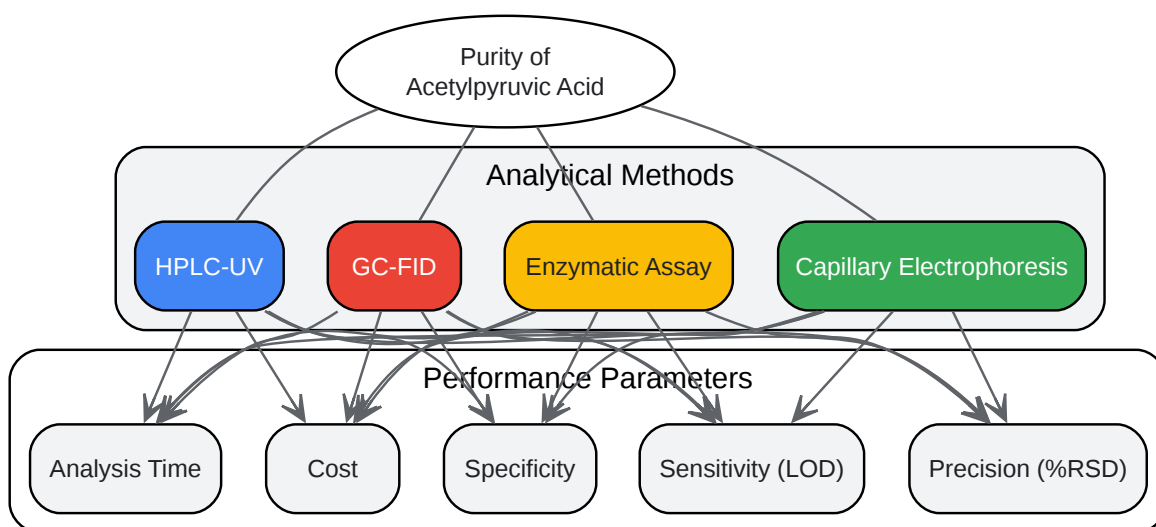 Purity of
Acetylpyruvic Acid
Analytical Methods
HPLC-UV
GC-FID
Enzymatic Assay
Capillary Electrophoresis
Performance Parameters
Analysis Time
Cost
Specificity
Sensitivity (LOD)
Precision (%RSD)